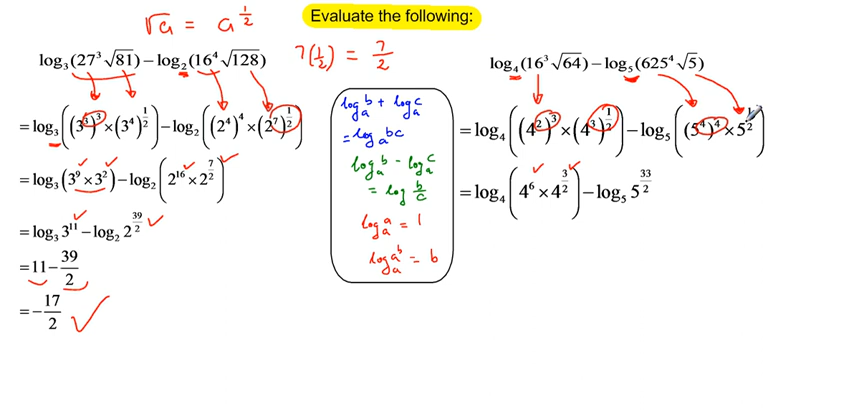 Evaluate the following:
√a = a^(1/2)
log₃(27³√81) − log₂(16⁴√128)
7(1/2) = 7/2
= log₃((3³)³ × (3⁴)^(1/2)) − log₂((2⁴)⁴ × (2⁷)^(1/2))
= log₃(3⁹ × 3²) − log₂(2¹⁶ × 2^(7/2))
= log₃ 3¹¹ − log₂ 2^(39/2)
= 11 − 39/2
= −17/2
log_a b + log_a c
= log_a bc
log_a b − log_a c
= log b/c
log_a a = 1
log_a a^b = b
log₄(16³√64) − log₅(625⁴√5)
= log₄((4²)³ × (4³)^(1/2)) − log₅((5⁴)⁴ × 5^(1/2))
= log₄(4⁶ × 4^(3/2)) − log₅ 5^(33/2)